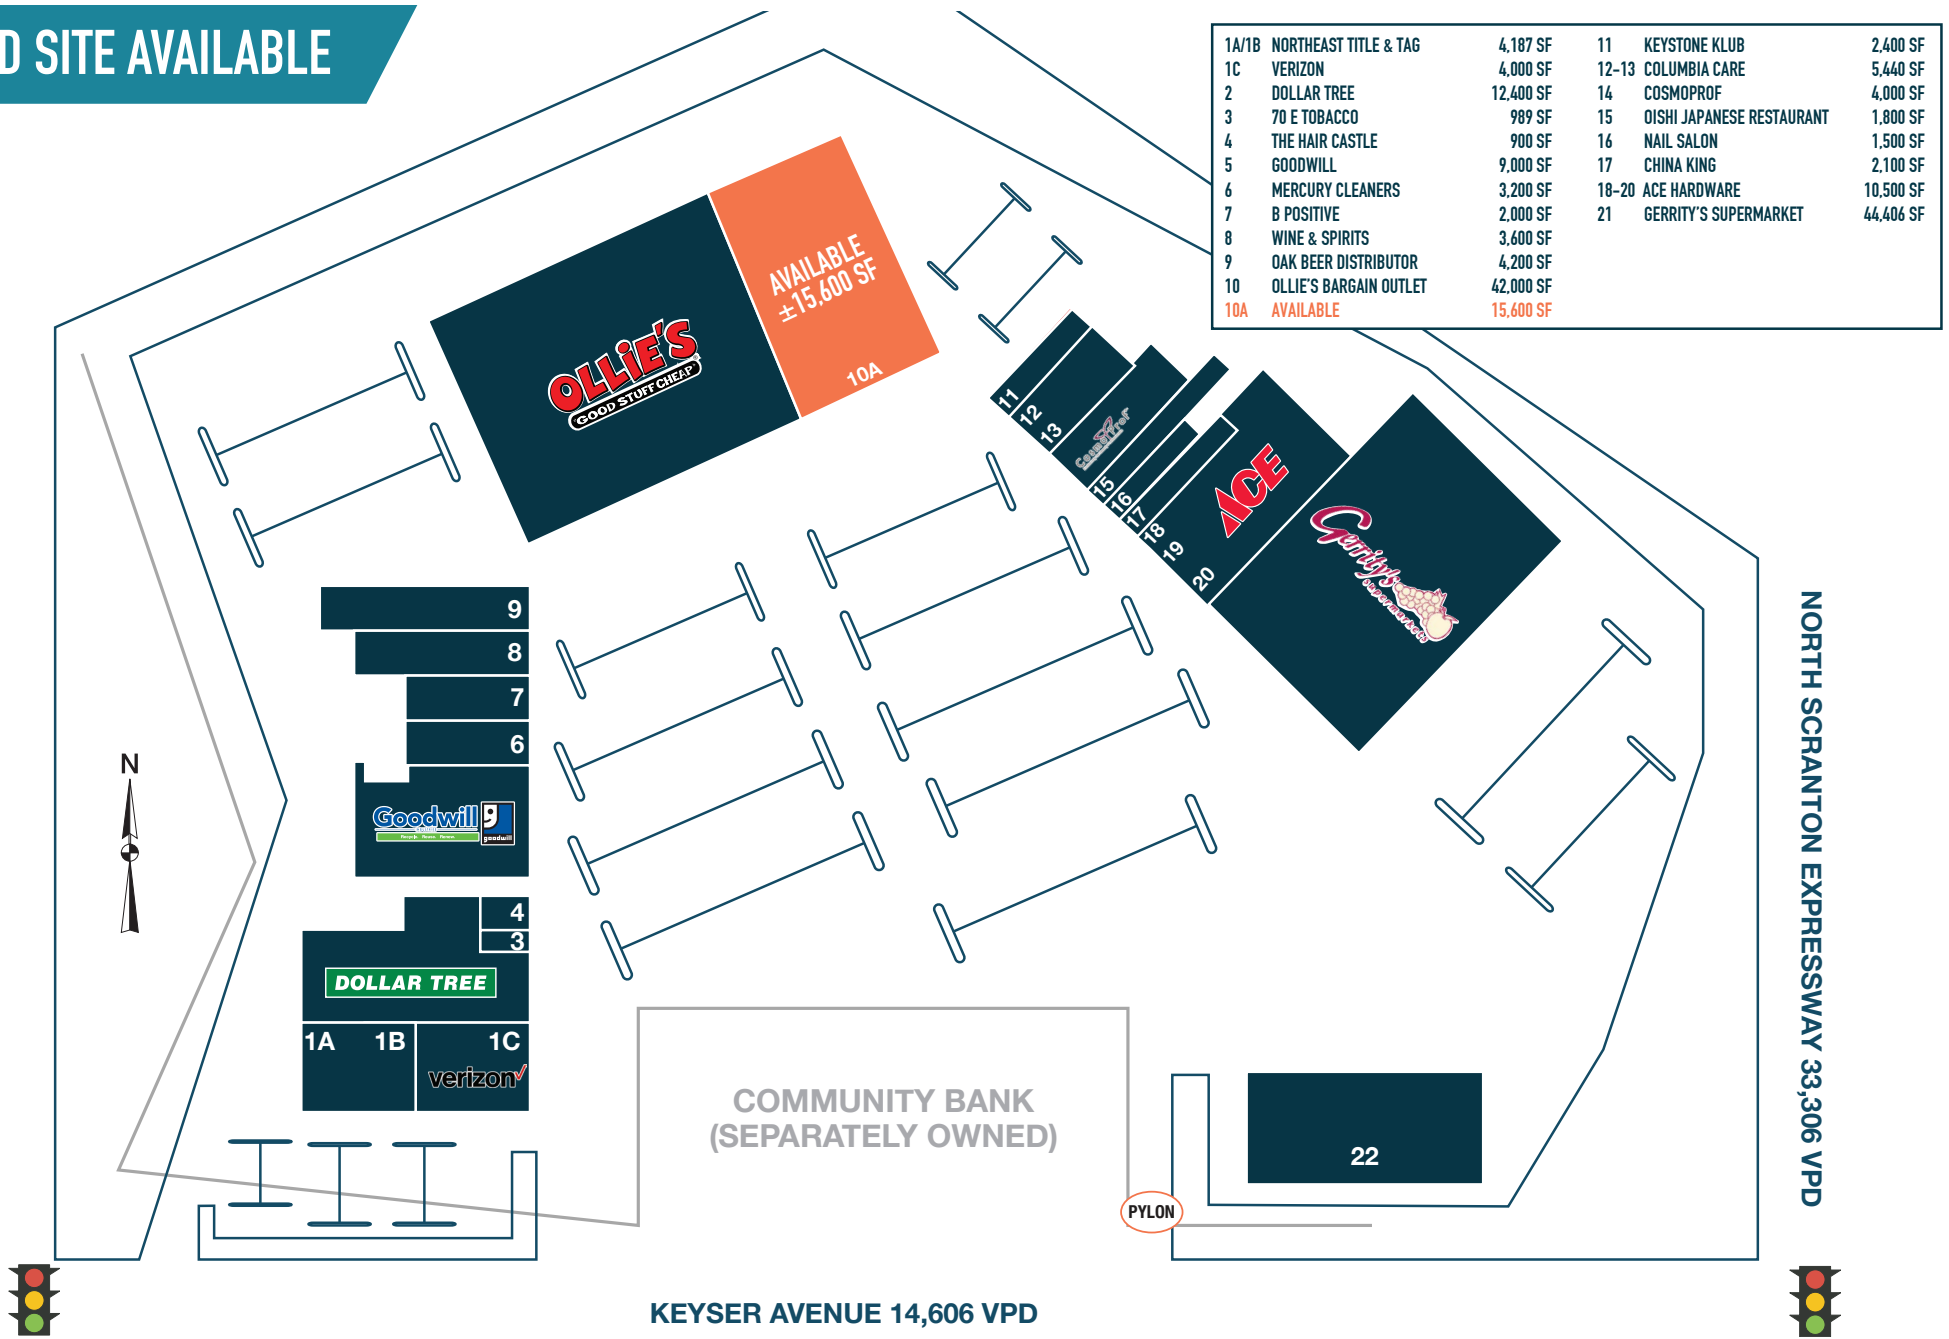 D SITE AVAILABLE
1A/1B NORTHEAST TITLE & TAG 4,187 SF
1C VERIZON 4,000 SF
2 DOLLAR TREE 12,400 SF
3 70 E TOBACCO 989 SF
4 THE HAIR CASTLE 900 SF
5 GOODWILL 9,000 SF
6 MERCURY CLEANERS 3,200 SF
7 B POSITIVE 2,000 SF
8 WINE & SPIRITS 3,600 SF
9 OAK BEER DISTRIBUTOR 4,200 SF
10 OLLIE'S BARGAIN OUTLET 42,000 SF
10A AVAILABLE 15,600 SF
11 KEYSTONE KLUB 2,400 SF
12-13 COLUMBIA CARE 5,440 SF
14 COSMOPROF 4,000 SF
15 OISHI JAPANESE RESTAURANT 1,800 SF
16 NAIL SALON 1,500 SF
17 CHINA KING 2,100 SF
18-20 ACE HARDWARE 10,500 SF
21 GERRITY'S SUPERMARKET 44,406 SF
AVAILABLE
±15,600 SF
10A
OLLIE'S
GOOD STUFF CHEAP
11
12
13
CosmoProf
15
16
17
18
19
20
ACE
Gerrity's
supermarkets
9
8
7
6
Goodwill
goodwill
4
3
DOLLAR TREE
1A
1B
1C
verizon
N
COMMUNITY BANK
(SEPARATELY OWNED)
22
PYLON
NORTH SCRANTON EXPRESSWAY 33,306 VPD
KEYSER AVENUE 14,606 VPD